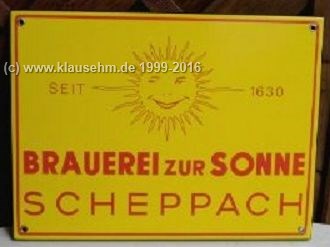 (c) www.klausehm.de 1999-2016
SEIT 1630
BRAUEREI ZUR SONNE
SCHEPPACH